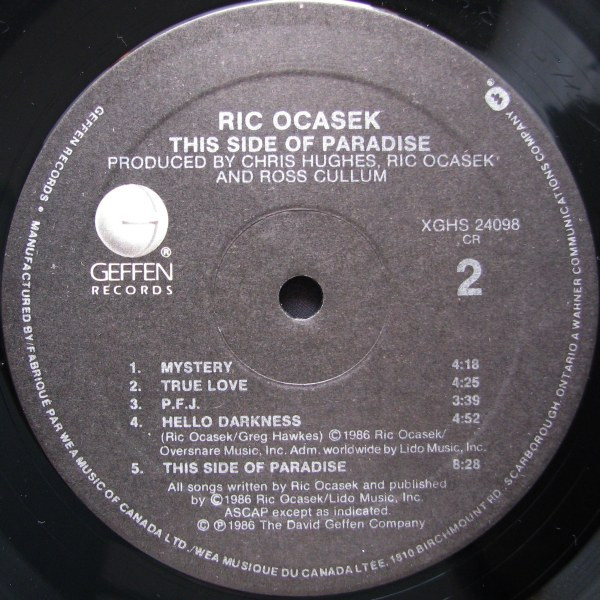 RIC OCASEK
THIS SIDE OF PARADISE
PRODUCED BY CHRIS HUGHES, RIC OCASEK
AND ROSS CULLUM
GEFFEN
RECORDS
®
XGHS 24098
CR
2
1. MYSTERY 4:18
2. TRUE LOVE 4:25
3. P.F.J. 3:39
4. HELLO DARKNESS 4:52
(Ric Ocasek/Greg Hawkes) ©1986 Ric Ocasek/
Oversnare Music, Inc. Adm. worldwide by Lido Music, Inc.
5. THIS SIDE OF PARADISE 8:28
All songs written by Ric Ocasek and published
by ©1986 Ric Ocasek/Lido Music, Inc.
ASCAP except as indicated.
© ℗ 1986 The David Geffen Company
GEFFEN RECORDS • MANUFACTURED BY/FABRIQUÉ PAR WEA MUSIC OF CANADA LTD./WEA MUSIQUE DU CANADA LTÉE, 1810 BIRCHMOUNT RD. SCARBOROUGH, ONTARIO A WARNER COMMUNICATIONS COMPANY
®